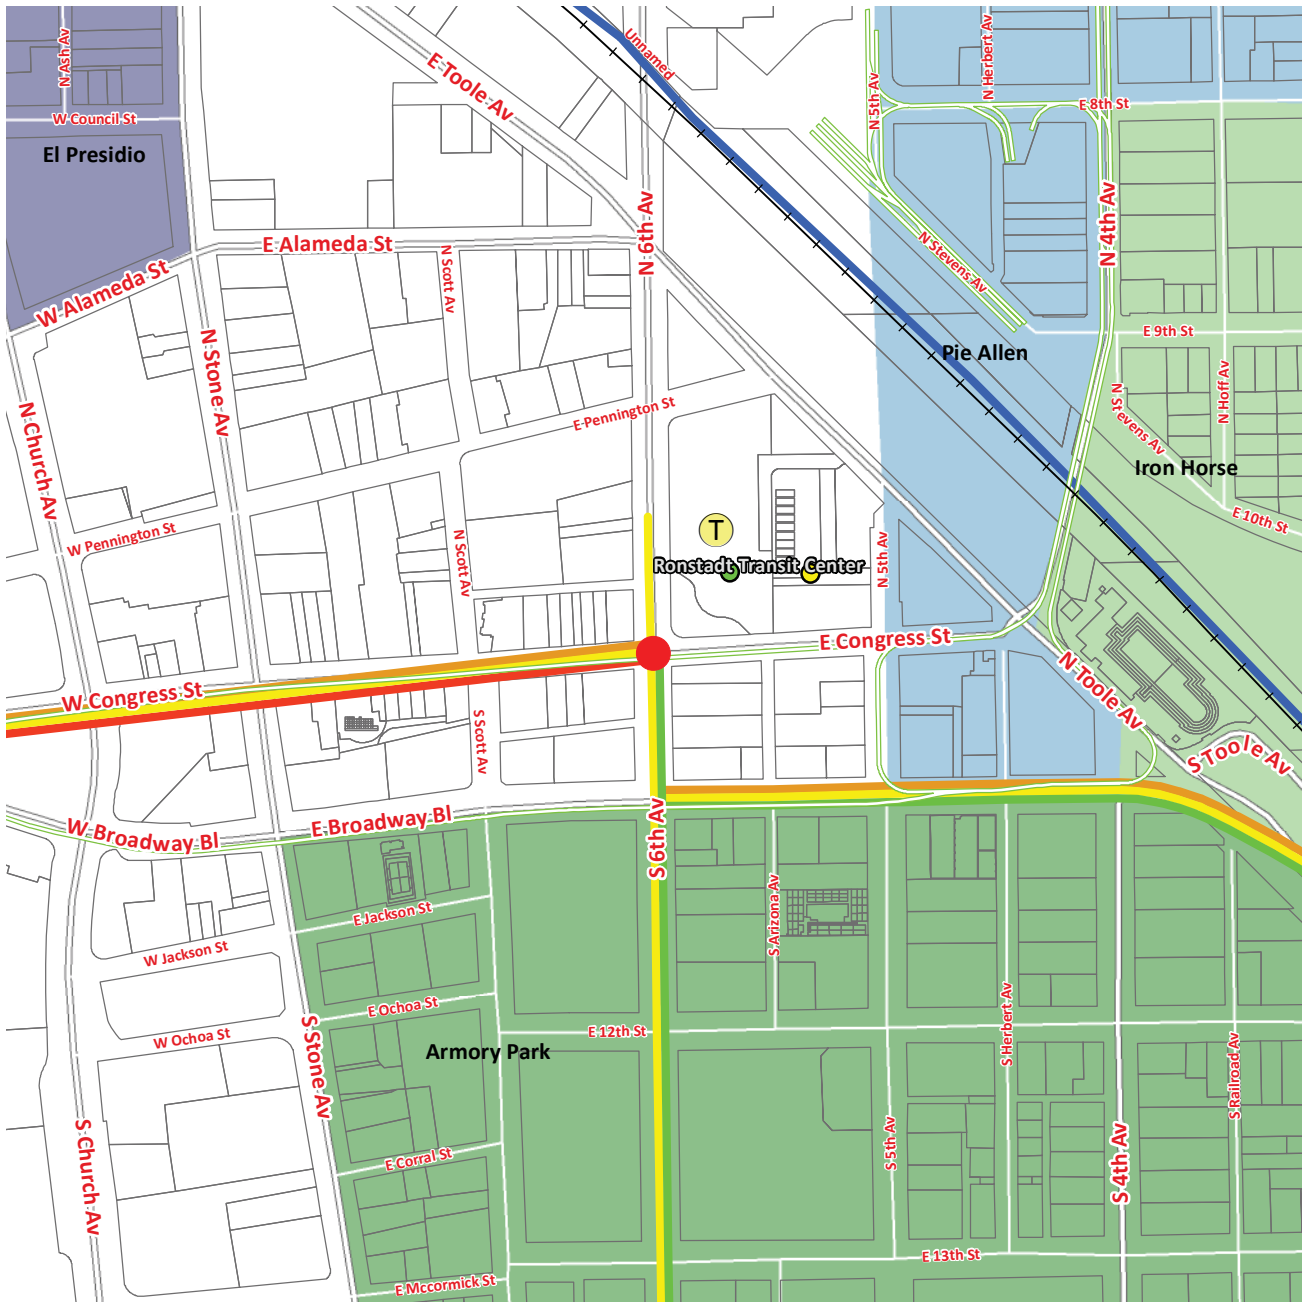 Unnamed
N Ash Av
E Toole Av
N 5th Av
N Herbert Av
E 8th St
W Council St
El Presidio
N 4th Av
N 6th Av
E Alameda St
N Scott Av
N Stevens Av
W Alameda St
E 9th St
Pie Allen
N Stone Av
N Hoff Av
N Stevens Av
E Pennington St
N Church Av
Iron Horse
E 10th St
T
W Pennington St
N Scott Av
N 5th Av
Ronstadt Transit Center
E Congress St
N Toole Av
W Congress St
S Scott Av
S Toole Av
W Broadway Bl
E Broadway Bl
S 6th Av
E Jackson St
S Arizona Av
W Jackson St
E Ochoa St
S Herbert Av
W Ochoa St
E 12th St
Armory Park
S Stone Av
S Railroad Av
S Church Av
E Corral St
S 5th Av
S 4th Av
E 13th St
E Mccormick St